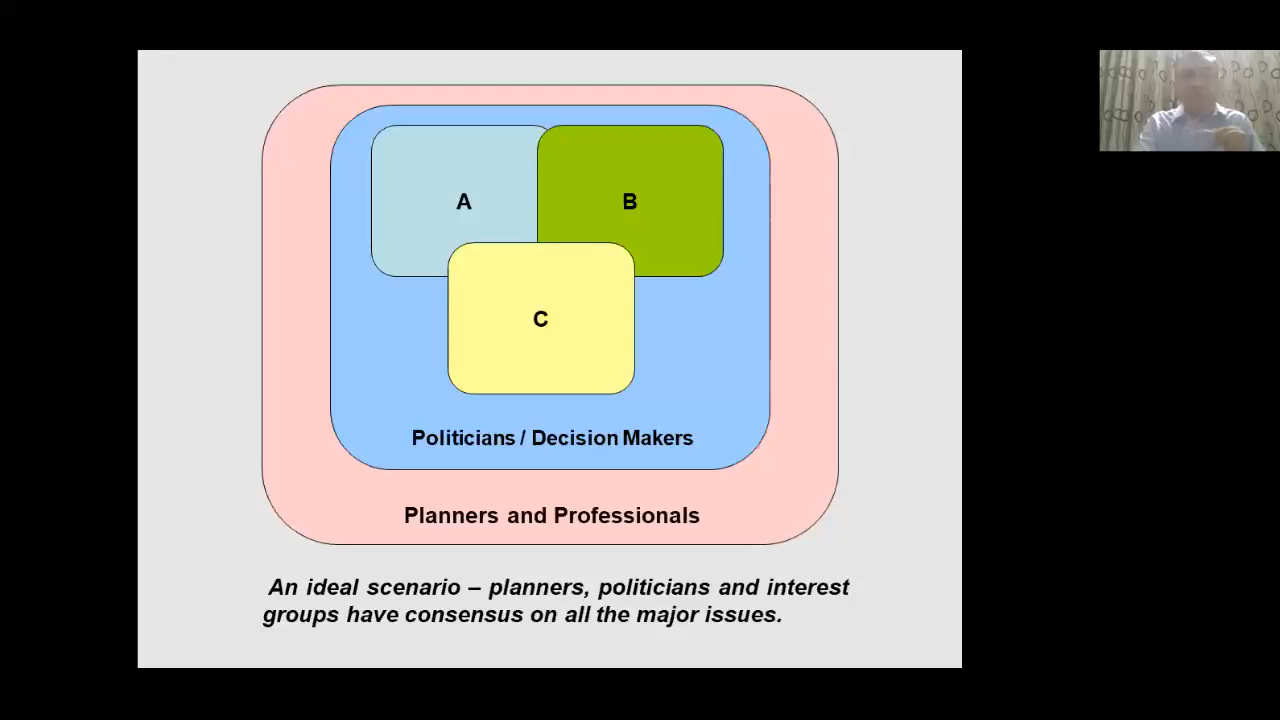 A
B
C
Politicians / Decision Makers
Planners and Professionals
An ideal scenario – planners, politicians and interest
groups have consensus on all the major issues.